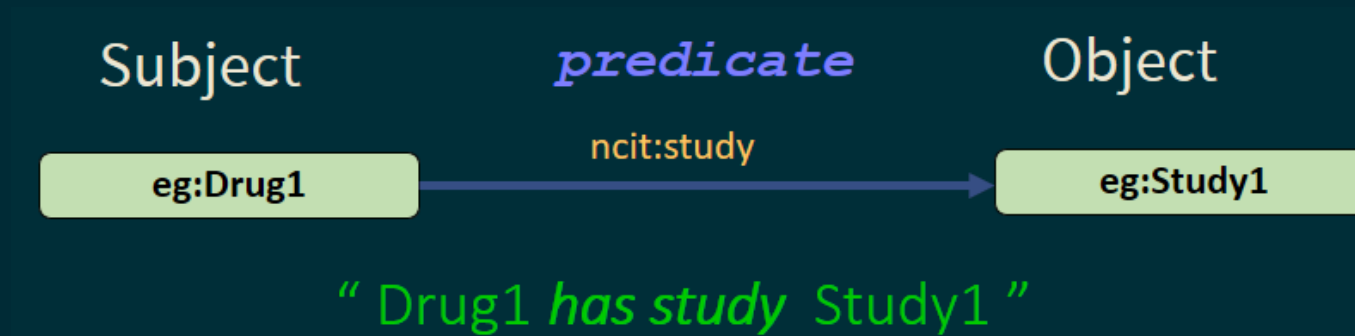 Subject predicate Object
ncit:study
eg:Drug1 eg:Study1
“ Drug1 has study Study1 ”